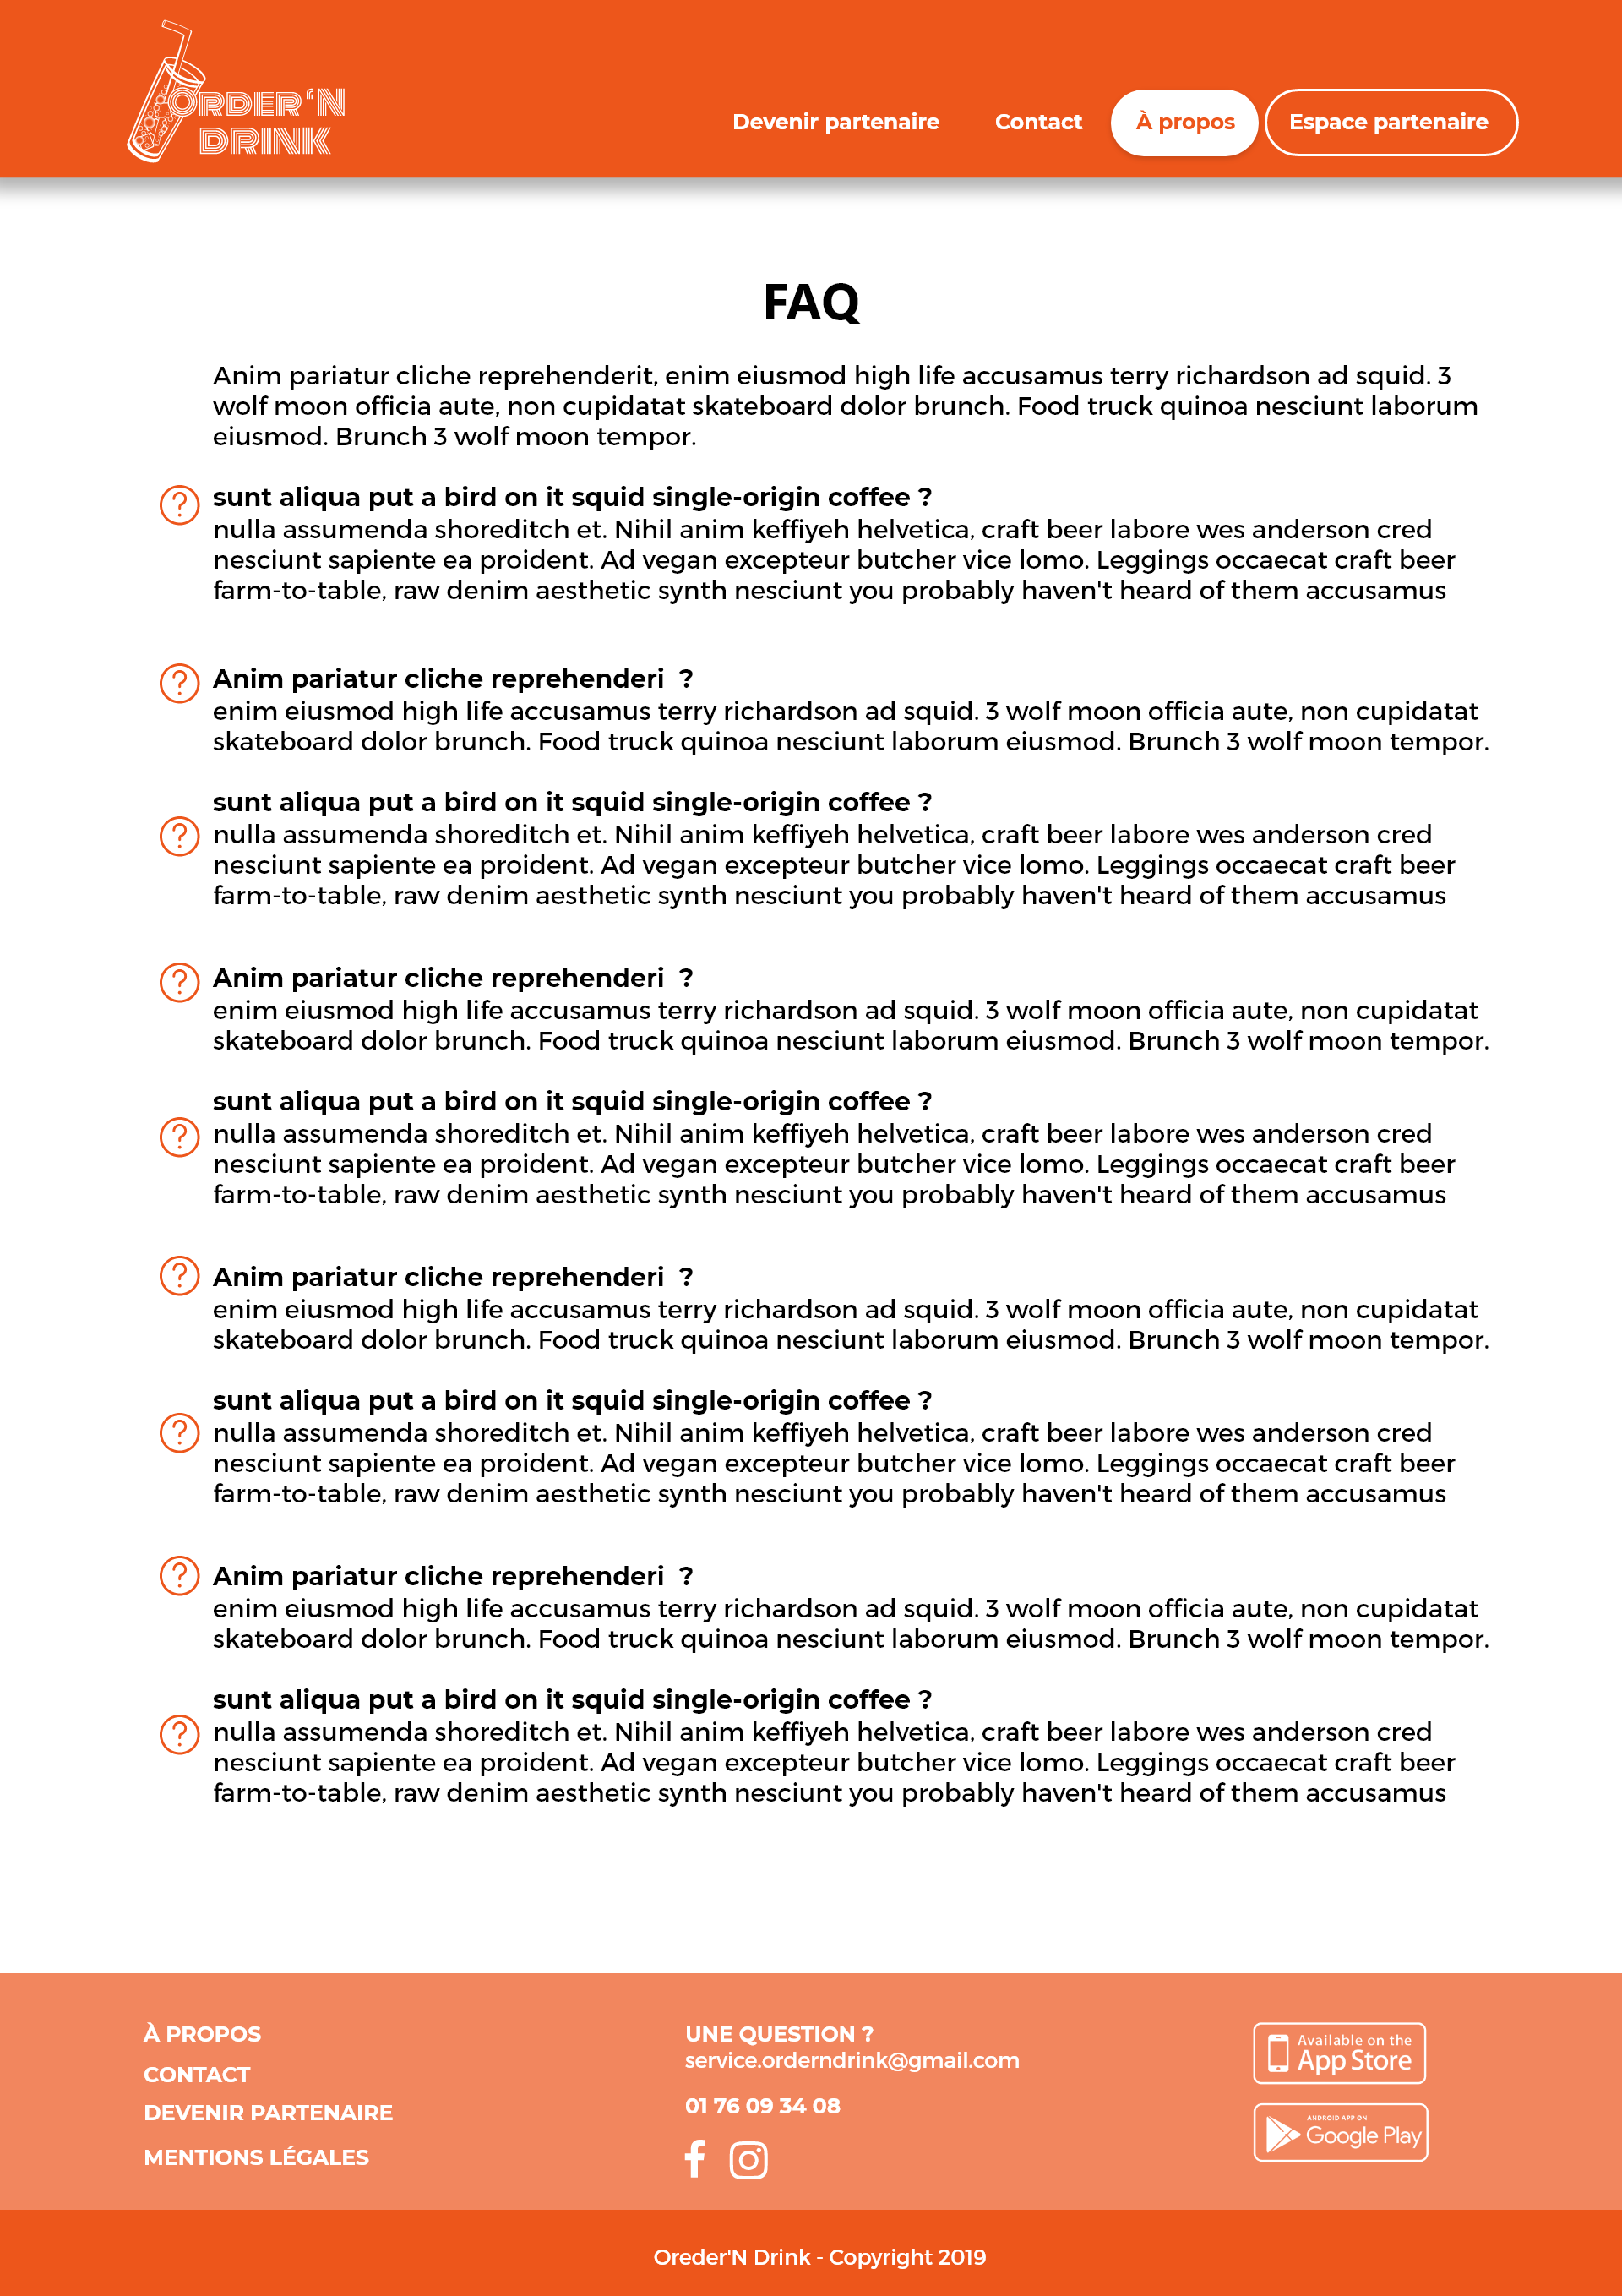 ORDER'N
DRINK
Devenir partenaire
Contact
À propos
Espace partenaire
FAQ
Anim pariatur cliche reprehenderit, enim eiusmod high life accusamus terry richardson ad squid. 3
wolf moon officia aute, non cupidatat skateboard dolor brunch. Food truck quinoa nesciunt laborum
eiusmod. Brunch 3 wolf moon tempor.
sunt aliqua put a bird on it squid single-origin coffee ?
nulla assumenda shoreditch et. Nihil anim keffiyeh helvetica, craft beer labore wes anderson cred
nesciunt sapiente ea proident. Ad vegan excepteur butcher vice lomo. Leggings occaecat craft beer
farm-to-table, raw denim aesthetic synth nesciunt you probably haven't heard of them accusamus
Anim pariatur cliche reprehenderi  ?
enim eiusmod high life accusamus terry richardson ad squid. 3 wolf moon officia aute, non cupidatat
skateboard dolor brunch. Food truck quinoa nesciunt laborum eiusmod. Brunch 3 wolf moon tempor.
sunt aliqua put a bird on it squid single-origin coffee ?
nulla assumenda shoreditch et. Nihil anim keffiyeh helvetica, craft beer labore wes anderson cred
nesciunt sapiente ea proident. Ad vegan excepteur butcher vice lomo. Leggings occaecat craft beer
farm-to-table, raw denim aesthetic synth nesciunt you probably haven't heard of them accusamus
Anim pariatur cliche reprehenderi  ?
enim eiusmod high life accusamus terry richardson ad squid. 3 wolf moon officia aute, non cupidatat
skateboard dolor brunch. Food truck quinoa nesciunt laborum eiusmod. Brunch 3 wolf moon tempor.
sunt aliqua put a bird on it squid single-origin coffee ?
nulla assumenda shoreditch et. Nihil anim keffiyeh helvetica, craft beer labore wes anderson cred
nesciunt sapiente ea proident. Ad vegan excepteur butcher vice lomo. Leggings occaecat craft beer
farm-to-table, raw denim aesthetic synth nesciunt you probably haven't heard of them accusamus
Anim pariatur cliche reprehenderi  ?
enim eiusmod high life accusamus terry richardson ad squid. 3 wolf moon officia aute, non cupidatat
skateboard dolor brunch. Food truck quinoa nesciunt laborum eiusmod. Brunch 3 wolf moon tempor.
sunt aliqua put a bird on it squid single-origin coffee ?
nulla assumenda shoreditch et. Nihil anim keffiyeh helvetica, craft beer labore wes anderson cred
nesciunt sapiente ea proident. Ad vegan excepteur butcher vice lomo. Leggings occaecat craft beer
farm-to-table, raw denim aesthetic synth nesciunt you probably haven't heard of them accusamus
Anim pariatur cliche reprehenderi  ?
enim eiusmod high life accusamus terry richardson ad squid. 3 wolf moon officia aute, non cupidatat
skateboard dolor brunch. Food truck quinoa nesciunt laborum eiusmod. Brunch 3 wolf moon tempor.
sunt aliqua put a bird on it squid single-origin coffee ?
nulla assumenda shoreditch et. Nihil anim keffiyeh helvetica, craft beer labore wes anderson cred
nesciunt sapiente ea proident. Ad vegan excepteur butcher vice lomo. Leggings occaecat craft beer
farm-to-table, raw denim aesthetic synth nesciunt you probably haven't heard of them accusamus
À PROPOS
CONTACT
DEVENIR PARTENAIRE
MENTIONS LÉGALES
UNE QUESTION ?
service.orderndrink@gmail.com
01 76 09 34 08
Available on the
App Store
ANDROID APP ON
Google Play
Oreder'N Drink - Copyright 2019